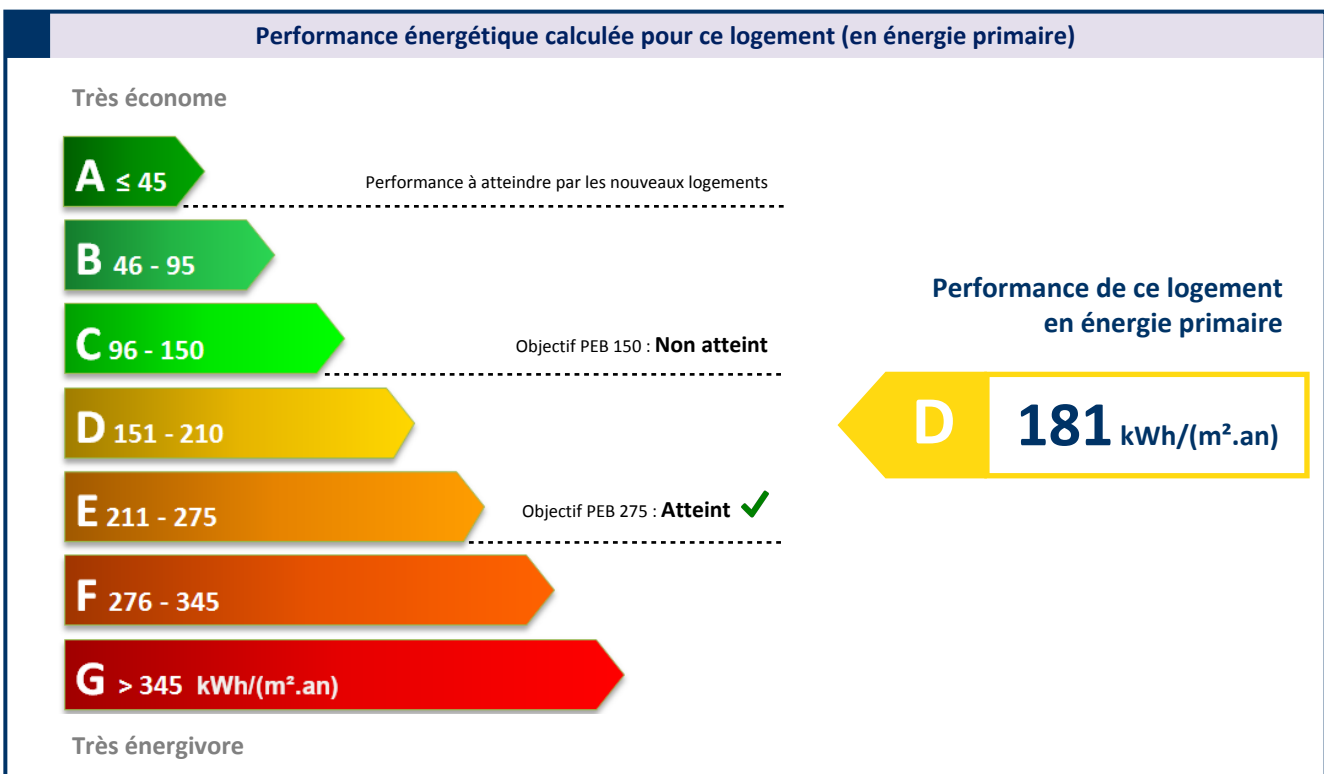 Performance énergétique calculée pour ce logement (en énergie primaire)
Très économe
A ≤ 45
Performance à atteindre par les nouveaux logements
B 46 - 95
Performance de ce logement
en énergie primaire
C 96 - 150
Objectif PEB 150 : Non atteint
D 151 - 210
D 181 kWh/(m².an)
E 211 - 275
Objectif PEB 275 : Atteint ✓
F 276 - 345
G > 345 kWh/(m².an)
Très énergivore